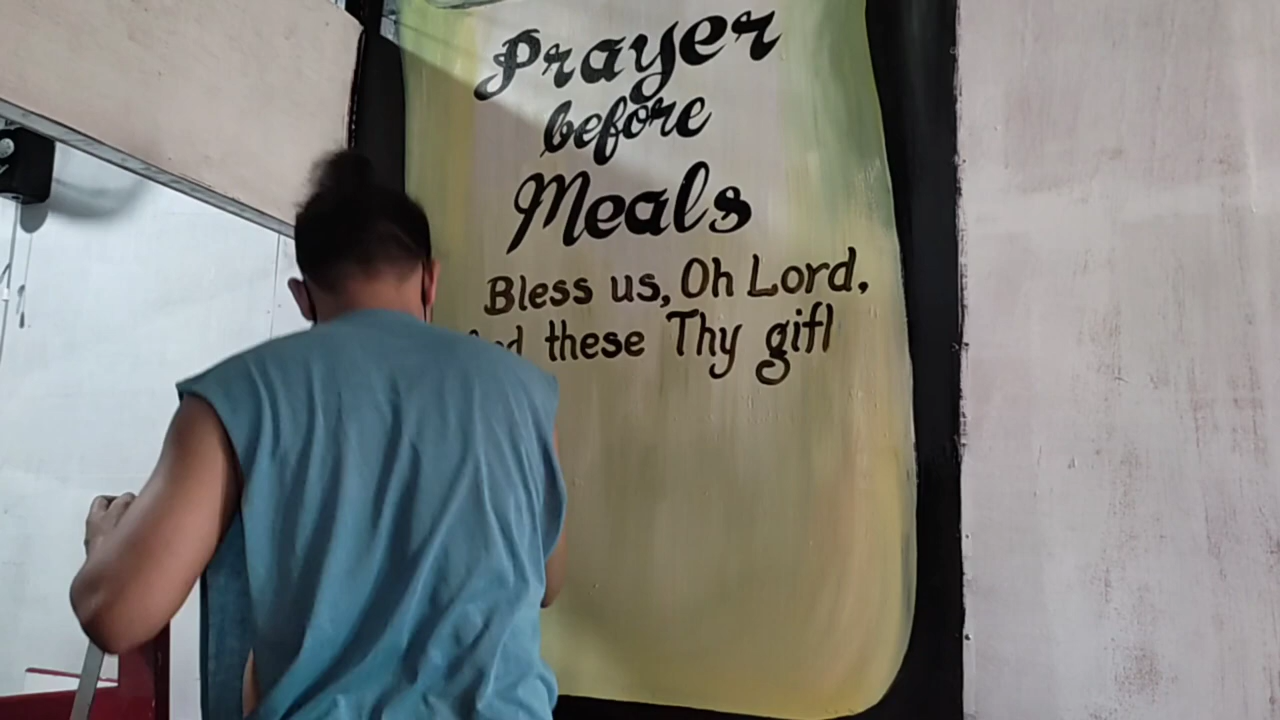 Prayer
before
Meals
Bless us, Oh Lord,
these Thy gifl